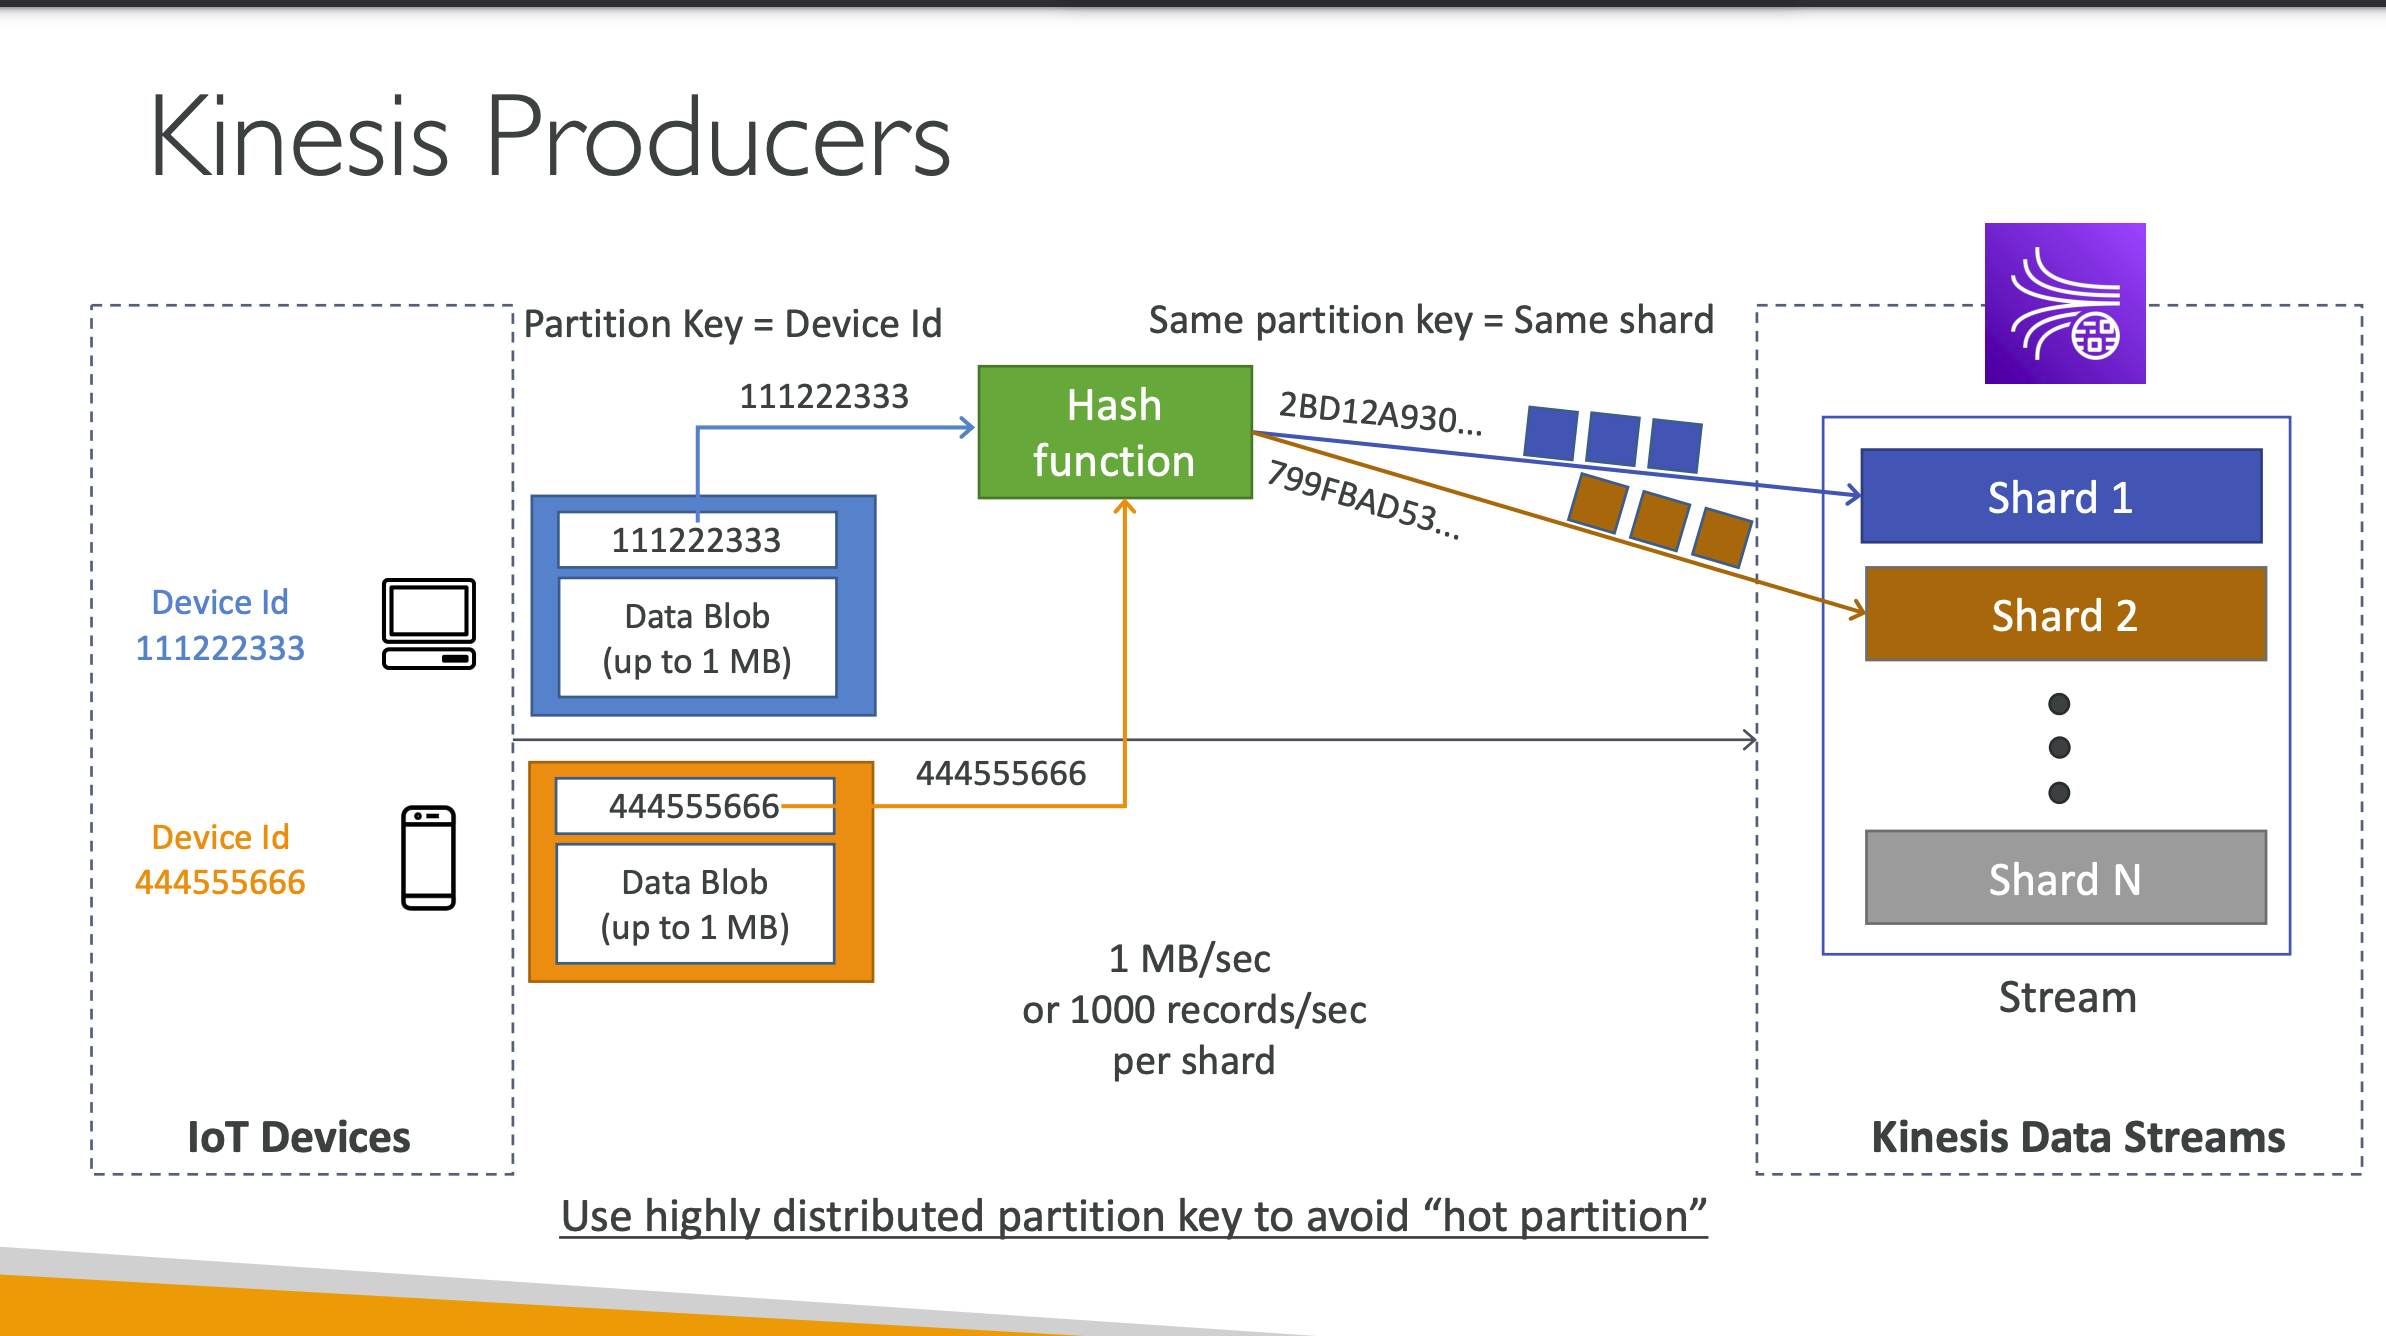 Kinesis Producers
Partition Key = Device Id
Same partition key = Same shard
111222333
Hash
function
2BD12A930...
799FBAD53...
Shard 1
Shard 2
Shard N
Stream
111222333
Data Blob
(up to 1 MB)
Device Id
111222333
444555666
444555666
Data Blob
(up to 1 MB)
Device Id
444555666
1 MB/sec
or 1000 records/sec
per shard
IoT Devices
Kinesis Data Streams
Use highly distributed partition key to avoid “hot partition”